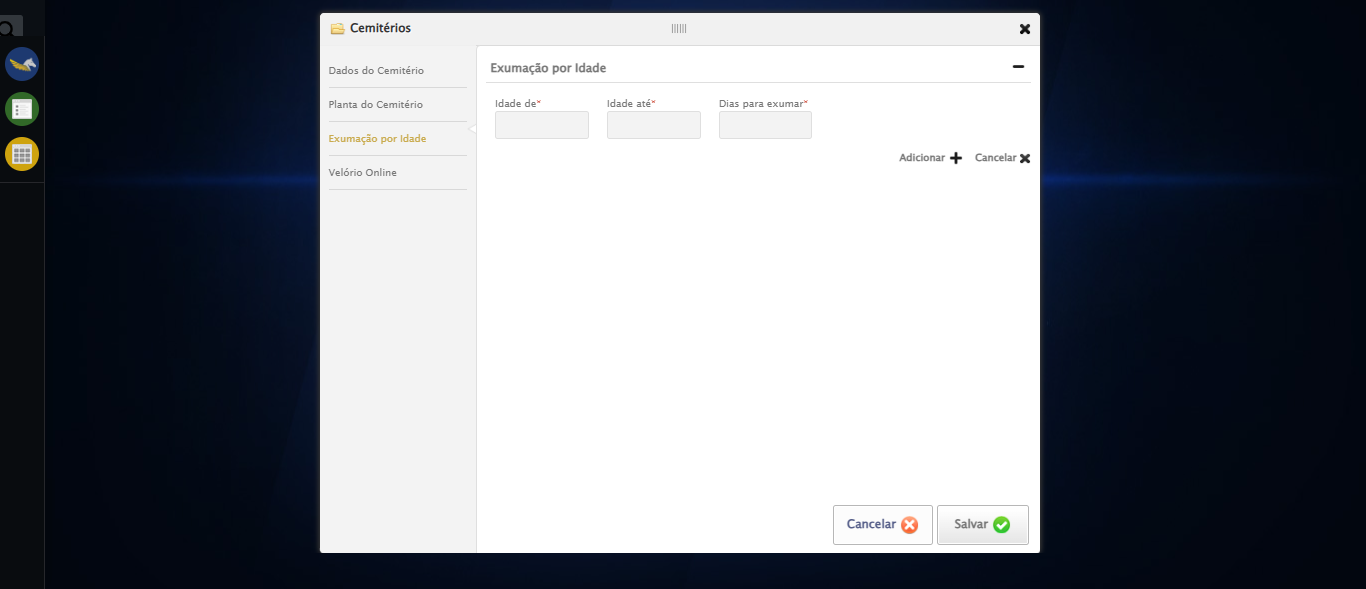 Cemitérios
Dados do Cemitério
Planta do Cemitério
Exumação por Idade
Velório Online
Exumação por Idade
Idade de* Idade até* Dias para exumar*
Adicionar Cancelar
Cancelar Salvar